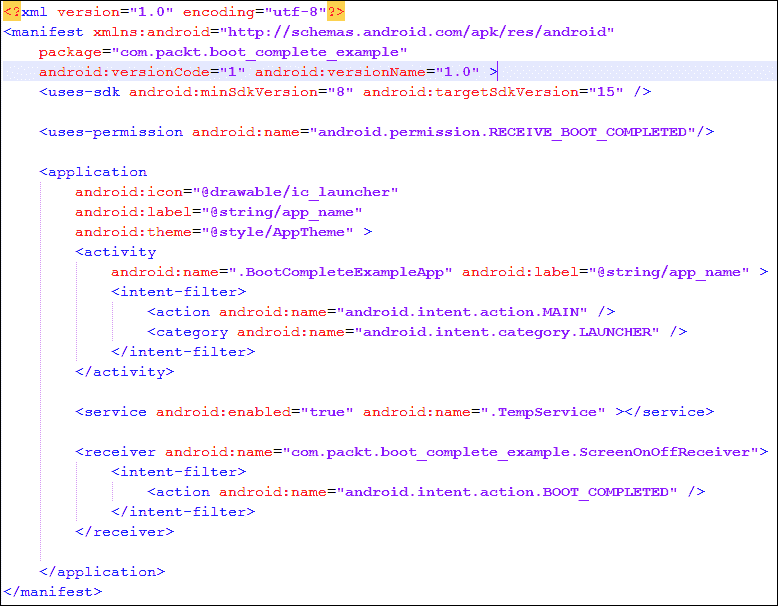 <?xml version="1.0" encoding="utf-8"?>
<manifest xmlns:android="http://schemas.android.com/apk/res/android"
    package="com.packt.boot_complete_example"
    android:versionCode="1" android:versionName="1.0" >
    <uses-sdk android:minSdkVersion="8" android:targetSdkVersion="15" />

    <uses-permission android:name="android.permission.RECEIVE_BOOT_COMPLETED"/>

    <application
        android:icon="@drawable/ic_launcher"
        android:label="@string/app_name"
        android:theme="@style/AppTheme" >
        <activity
            android:name=".BootCompleteExampleApp" android:label="@string/app_name" >
            <intent-filter>
                <action android:name="android.intent.action.MAIN" />
                <category android:name="android.intent.category.LAUNCHER" />
            </intent-filter>
        </activity>

        <service android:enabled="true" android:name=".TempService" ></service>

        <receiver android:name="com.packt.boot_complete_example.ScreenOnOffReceiver">
            <intent-filter>
                <action android:name="android.intent.action.BOOT_COMPLETED" />
            </intent-filter>
        </receiver>

    </application>
</manifest>